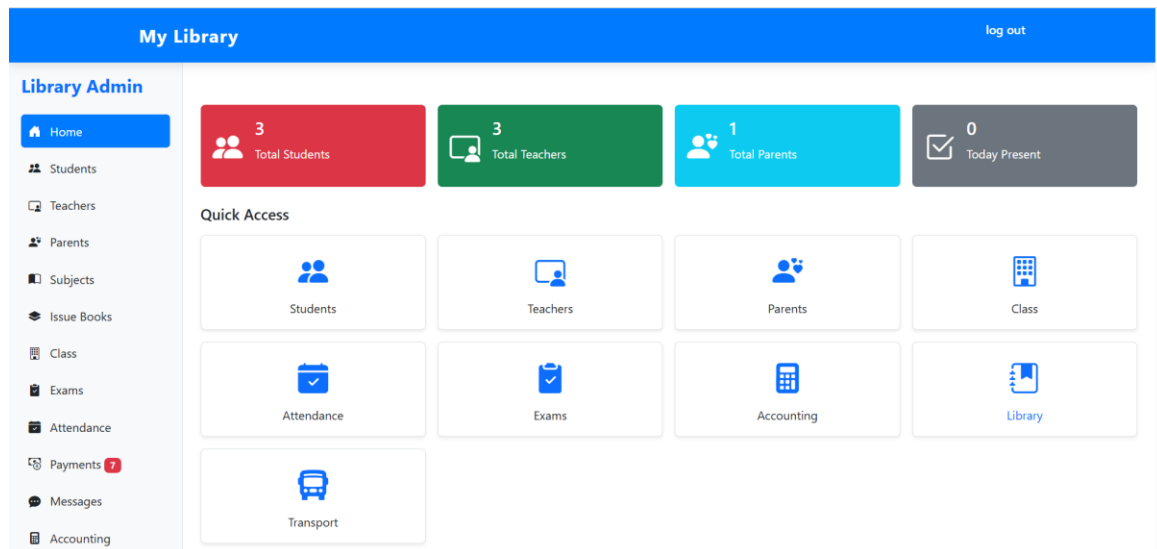 My Library
log out
Library Admin
Home
Students
Teachers
Parents
Subjects
Issue Books
Class
Exams
Attendance
Payments 7
Messages
Accounting
3
Total Students
3
Total Teachers
1
Total Parents
0
Today Present
Quick Access
Students
Teachers
Parents
Class
Attendance
Exams
Accounting
Library
Transport